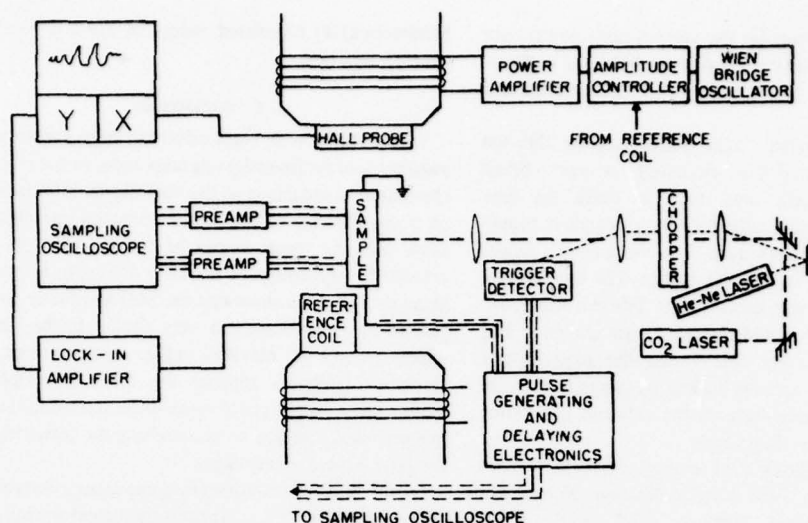 Y X
HALL PROBE
POWER
AMPLIFIER
AMPLITUDE
CONTROLLER
WIEN
BRIDGE
OSCILLATOR
FROM REFERENCE
COIL
SAMPLING
OSCILLOSCOPE
PREAMP
PREAMP
SAMPLE
CHOPPER
TRIGGER
DETECTOR
He-Ne LASER
CO2 LASER
REFER-
ENCE
COIL
LOCK-IN
AMPLIFIER
PULSE
GENERATING
AND
DELAYING
ELECTRONICS
TO SAMPLING OSCILLOSCOPE